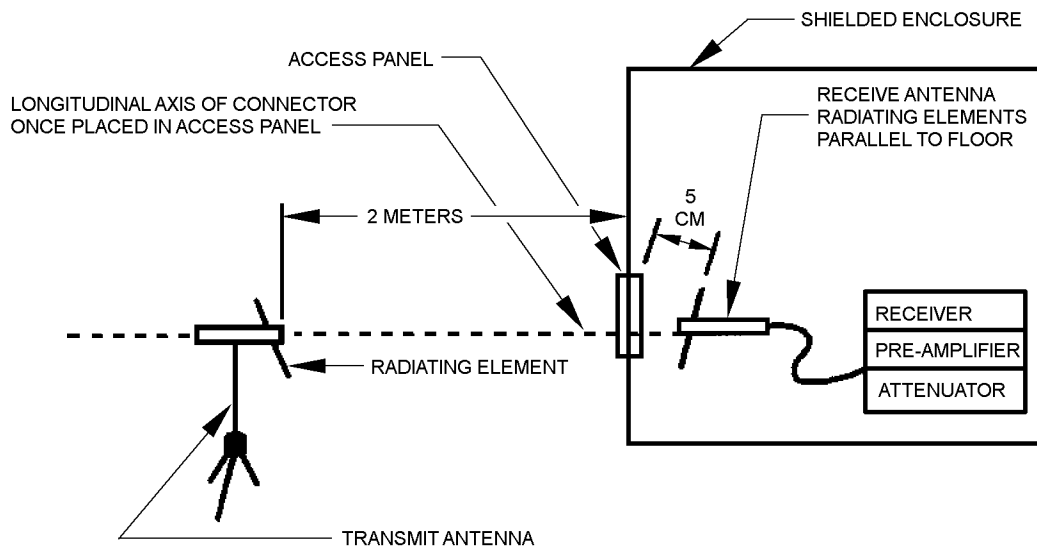 SHIELDED ENCLOSURE
ACCESS PANEL
LONGITUDINAL AXIS OF CONNECTOR
ONCE PLACED IN ACCESS PANEL
RECEIVE ANTENNA
RADIATING ELEMENTS
PARALLEL TO FLOOR
5
CM
2 METERS
RECEIVER
PRE-AMPLIFIER
ATTENUATOR
RADIATING ELEMENT
TRANSMIT ANTENNA